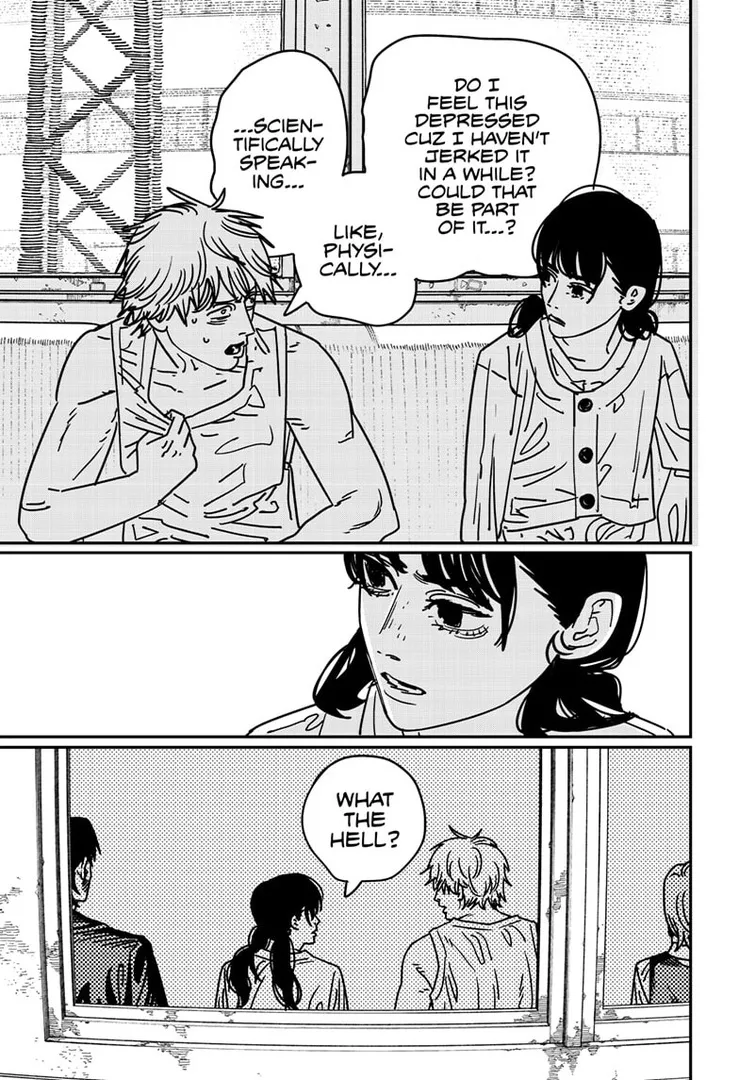 DO I
FEEL THIS
DEPRESSED
CUZ I HAVEN'T
JERKED IT
IN A WHILE?
COULD THAT
BE PART
OF IT...?
...SCIEN-
TIFICALLY
SPEAK-
ING...
LIKE,
PHYSI-
CALLY...
WHAT
THE
HELL?